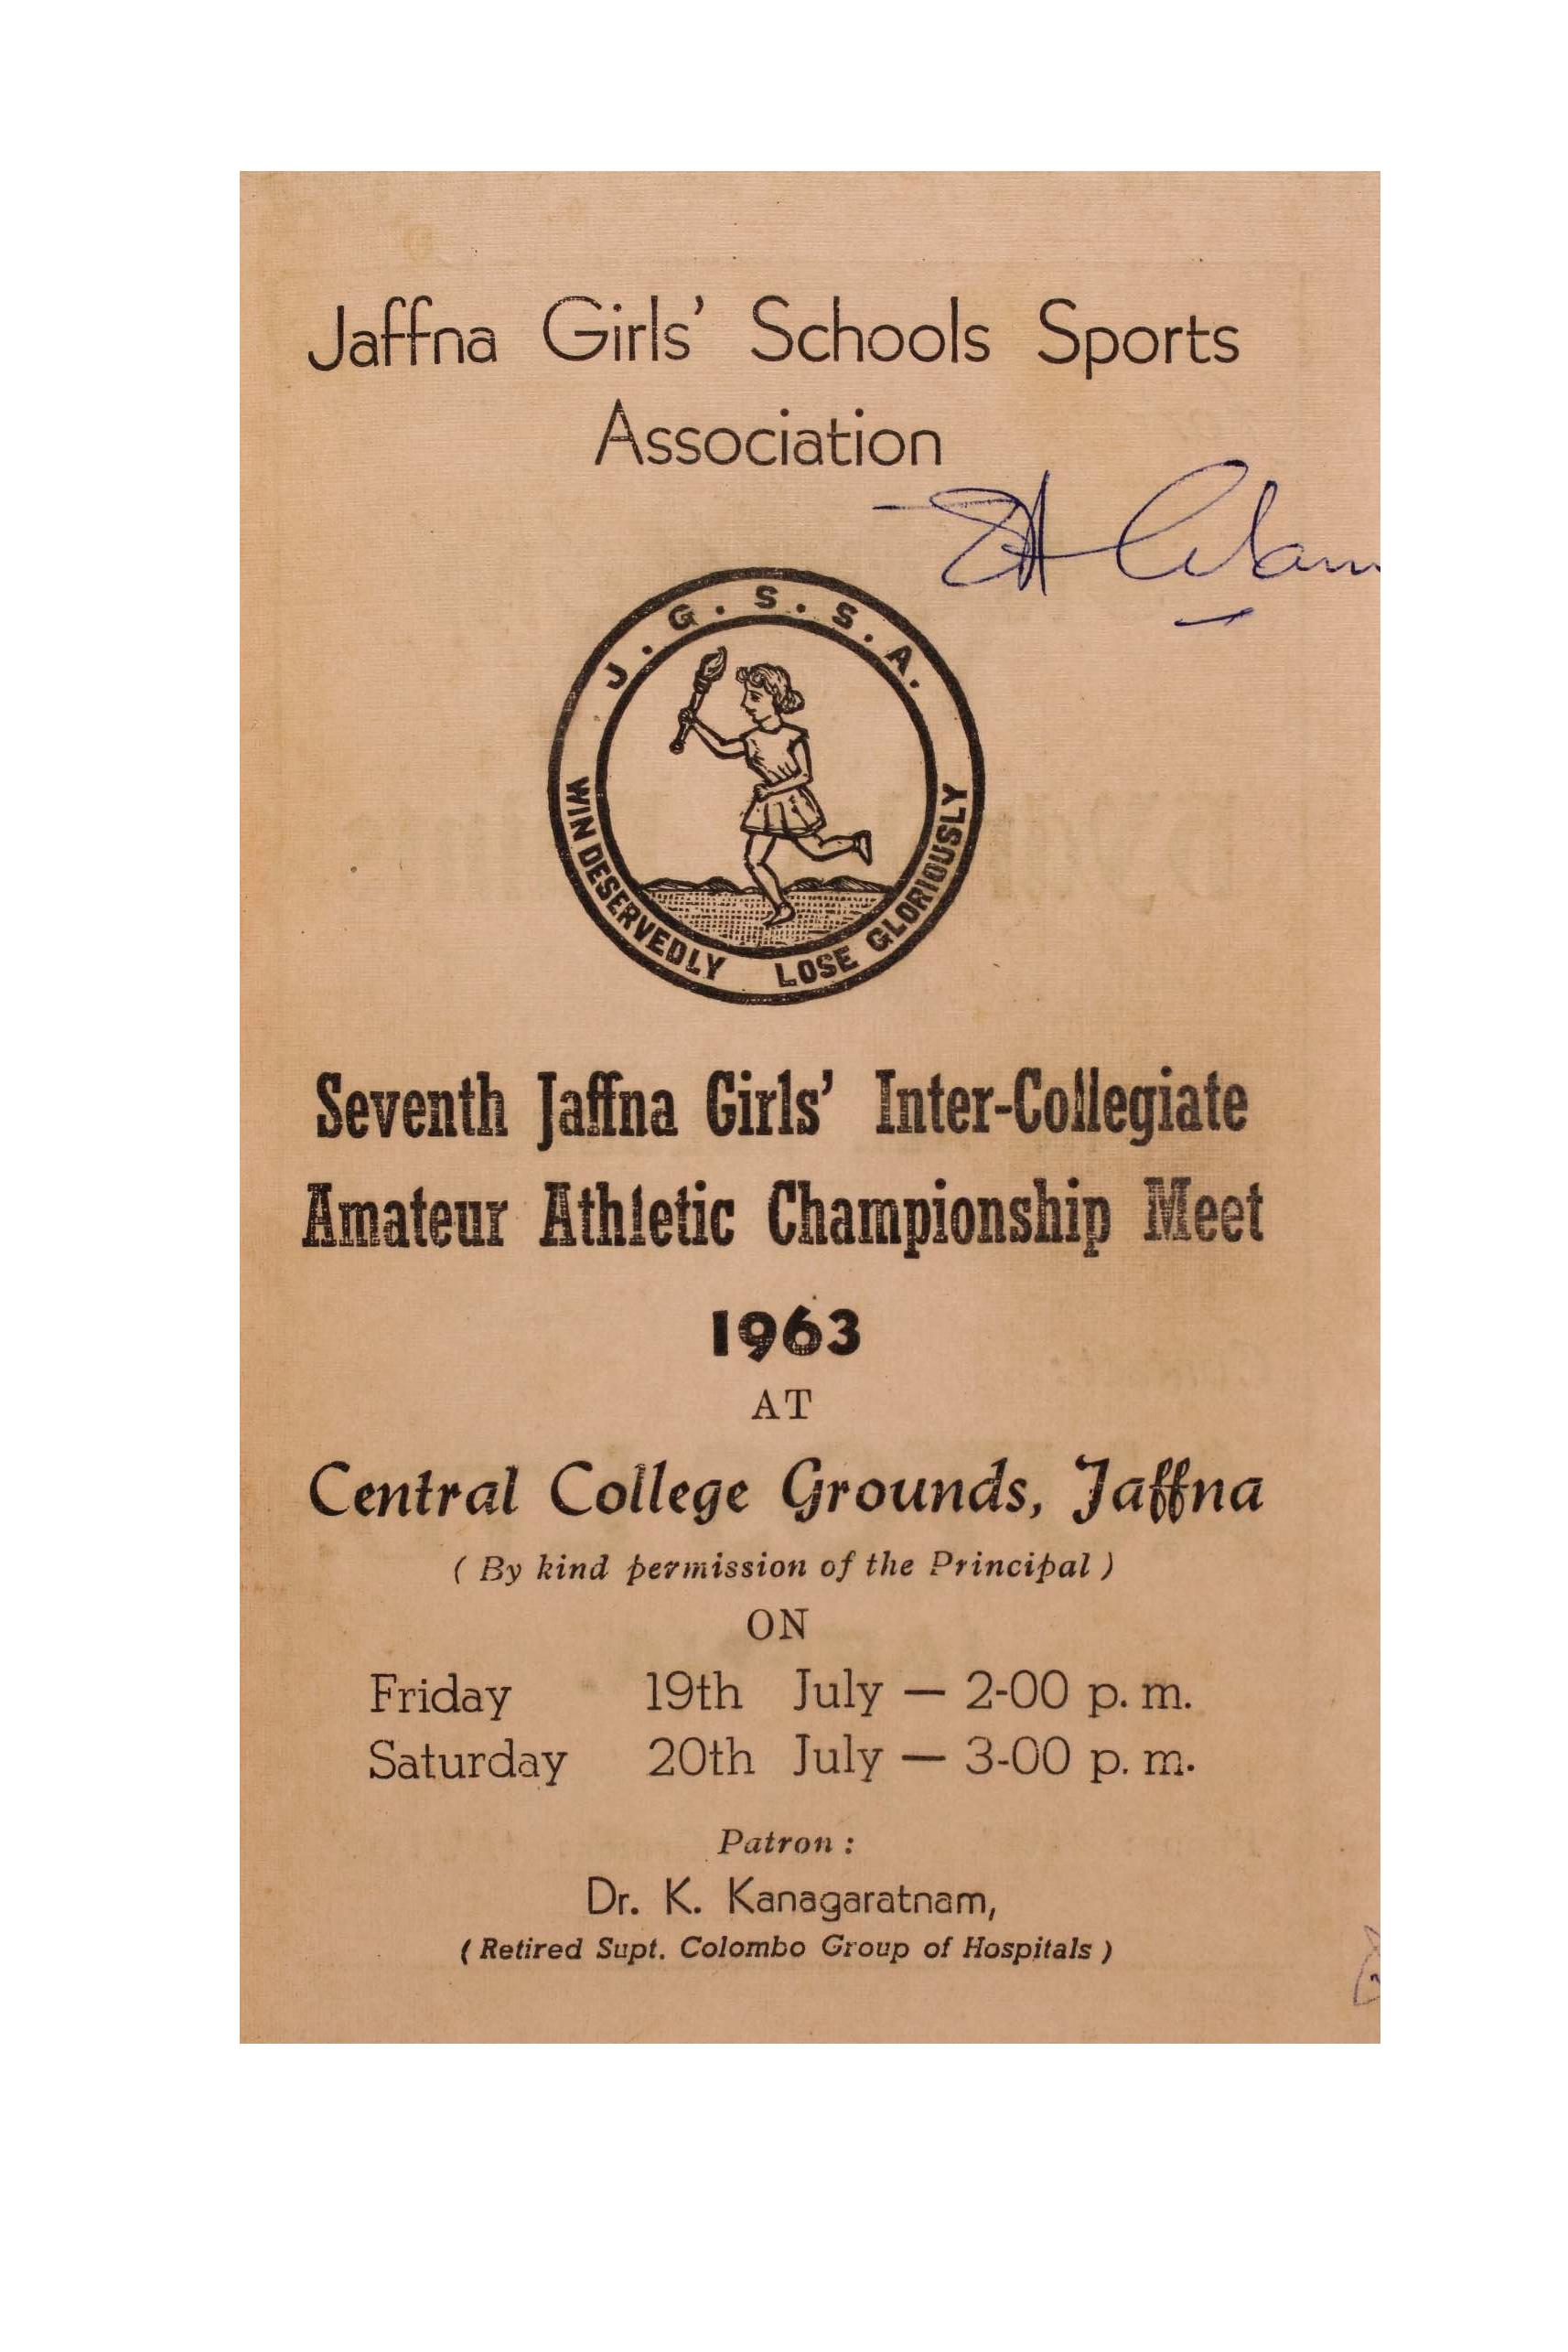 Jaffna Girls' Schools Sports
Association
J. G. S. S. A.
WIN DESERVEDLY LOSE GLORIOUSLY
Seventh Jaffna Girls' Inter-Collegiate
Amateur Athletic Championship Meet
1963
AT
Central College Grounds, Jaffna
( By kind permission of the Principal )
ON
Friday 19th July — 2-00 p. m.
Saturday 20th July — 3-00 p. m.
Patron :
Dr. K. Kanagaratnam,
( Retired Supt. Colombo Group of Hospitals )